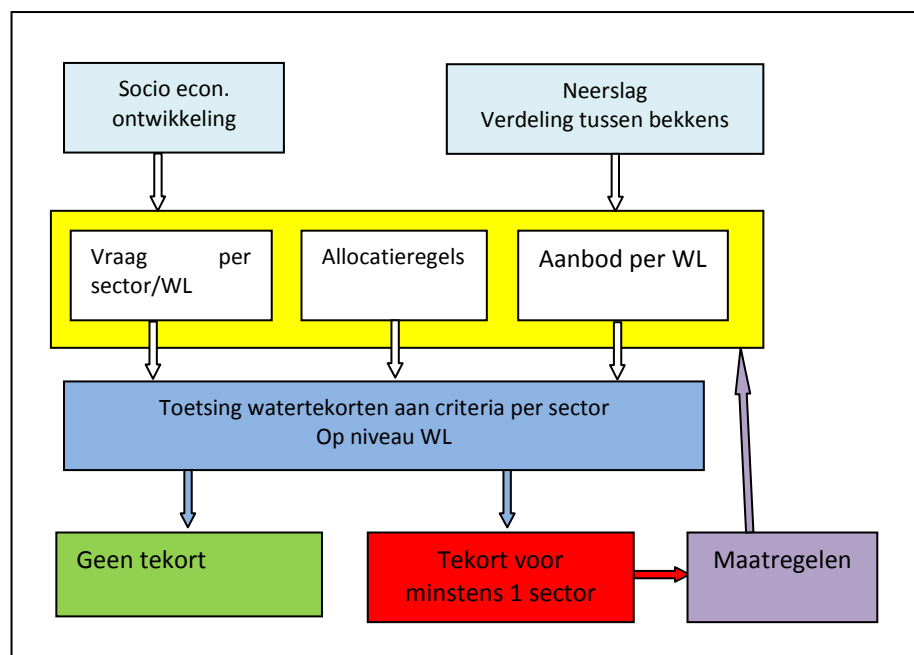 Socio econ.
ontwikkeling
Neerslag
Verdeling tussen bekkens
Vraag per
sector/WL
Allocatieregels
Aanbod per WL
Toetsing watertekorten aan criteria per sector
Op niveau WL
Geen tekort
Tekort voor
minstens 1 sector
Maatregelen